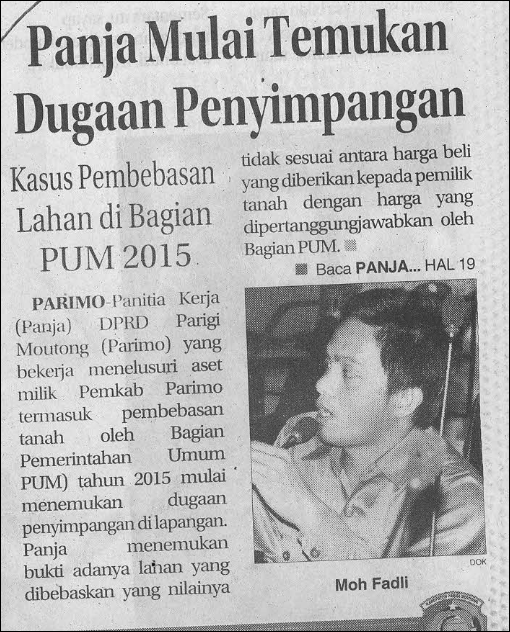 Panja Mulai Temukan
Dugaan Penyimpangan
Kasus Pembebasan
Lahan di Bagian
PUM 2015
PARIMO-Panitia Kerja
(Panja) DPRD Parigi
Moutong (Parimo) yang
bekerja menelusuri aset
milik Pemkab Parimo
termasuk pembebasan
tanah oleh Bagian
Pemerintahan Umum
PUM) tahun 2015 mulai
menemukan dugaan
penyimpangan di lapangan.
Panja menemukan
bukti adanya lahan yang
dibebaskan yang nilainya
tidak sesuai antara harga beli
yang diberikan kepada pemilik
tanah dengan harga yang
dipertanggungjawabkan oleh
Bagian PUM.
Baca PANJA... HAL 19
DOK
Moh Fadli